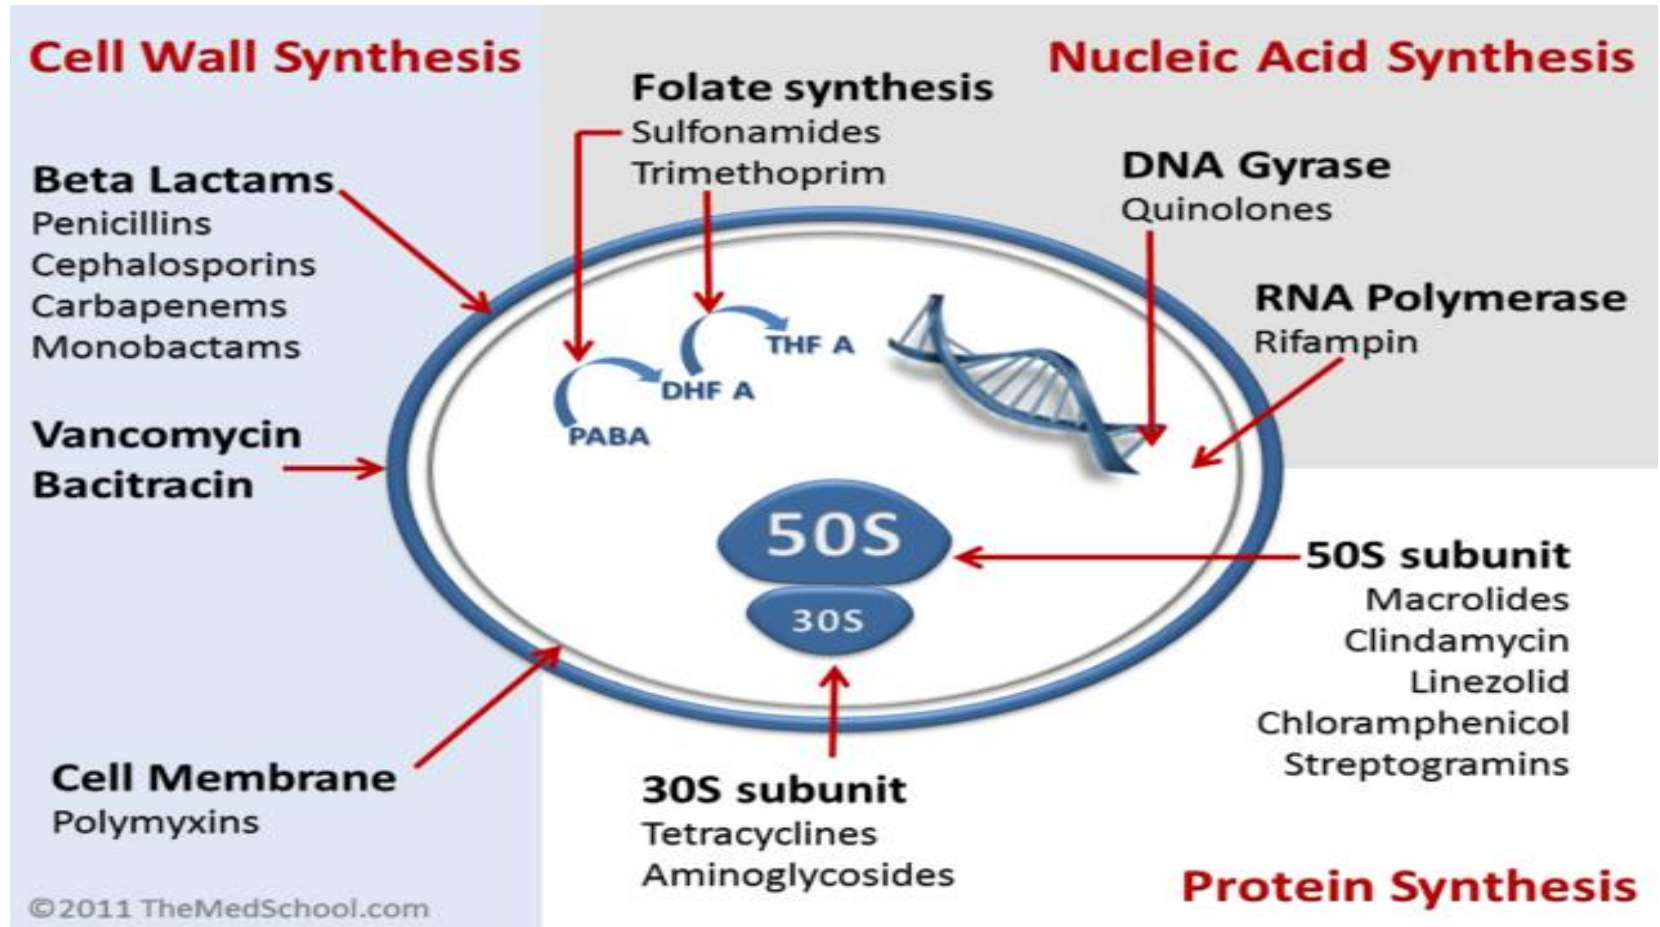 Cell Wall Synthesis
Beta Lactams
Penicillins
Cephalosporins
Carbapenems
Monobactams
Vancomycin
Bacitracin
Cell Membrane
Polymyxins
©2011 TheMedSchool.com
Nucleic Acid Synthesis
Folate synthesis
Sulfonamides
Trimethoprim
DNA Gyrase
Quinolones
RNA Polymerase
Rifampin
THF A
DHF A
PABA
50S
30S
50S subunit
Macrolides
Clindamycin
Linezolid
Chloramphenicol
Streptogramins
30S subunit
Tetracyclines
Aminoglycosides
Protein Synthesis